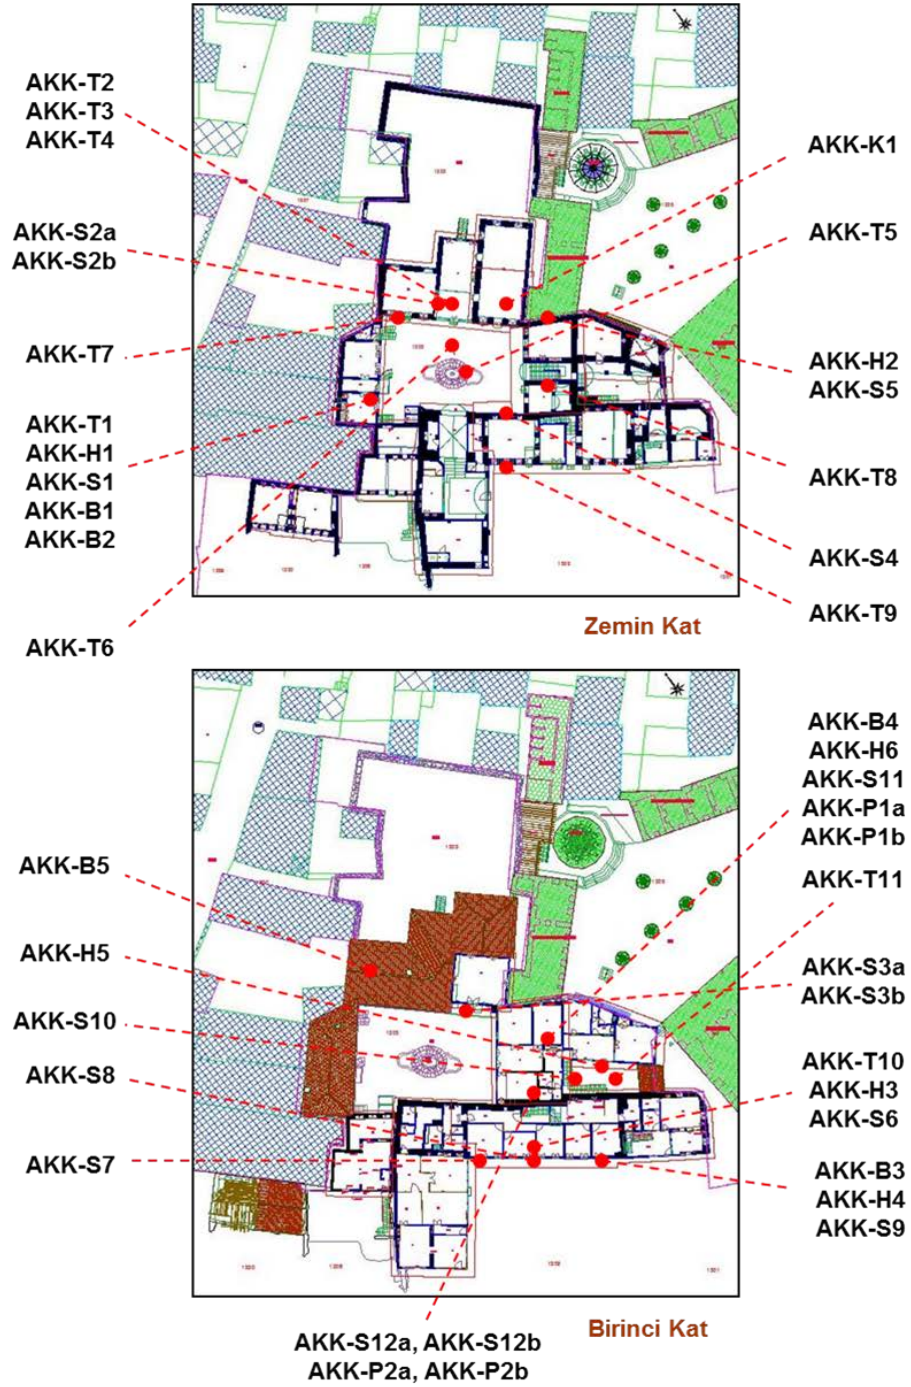 AKK-T2
AKK-T3
AKK-T4
AKK-S2a
AKK-S2b
AKK-T7
AKK-T1
AKK-H1
AKK-S1
AKK-B1
AKK-B2
AKK-T6
AKK-K1
AKK-T5
AKK-H2
AKK-S5
AKK-T8
AKK-S4
AKK-T9
Zemin Kat
AKK-B5
AKK-H5
AKK-S10
AKK-S8
AKK-S7
AKK-B4
AKK-H6
AKK-S11
AKK-P1a
AKK-P1b
AKK-T11
AKK-S3a
AKK-S3b
AKK-T10
AKK-H3
AKK-S6
AKK-B3
AKK-H4
AKK-S9
Birinci Kat
AKK-S12a, AKK-S12b
AKK-P2a, AKK-P2b